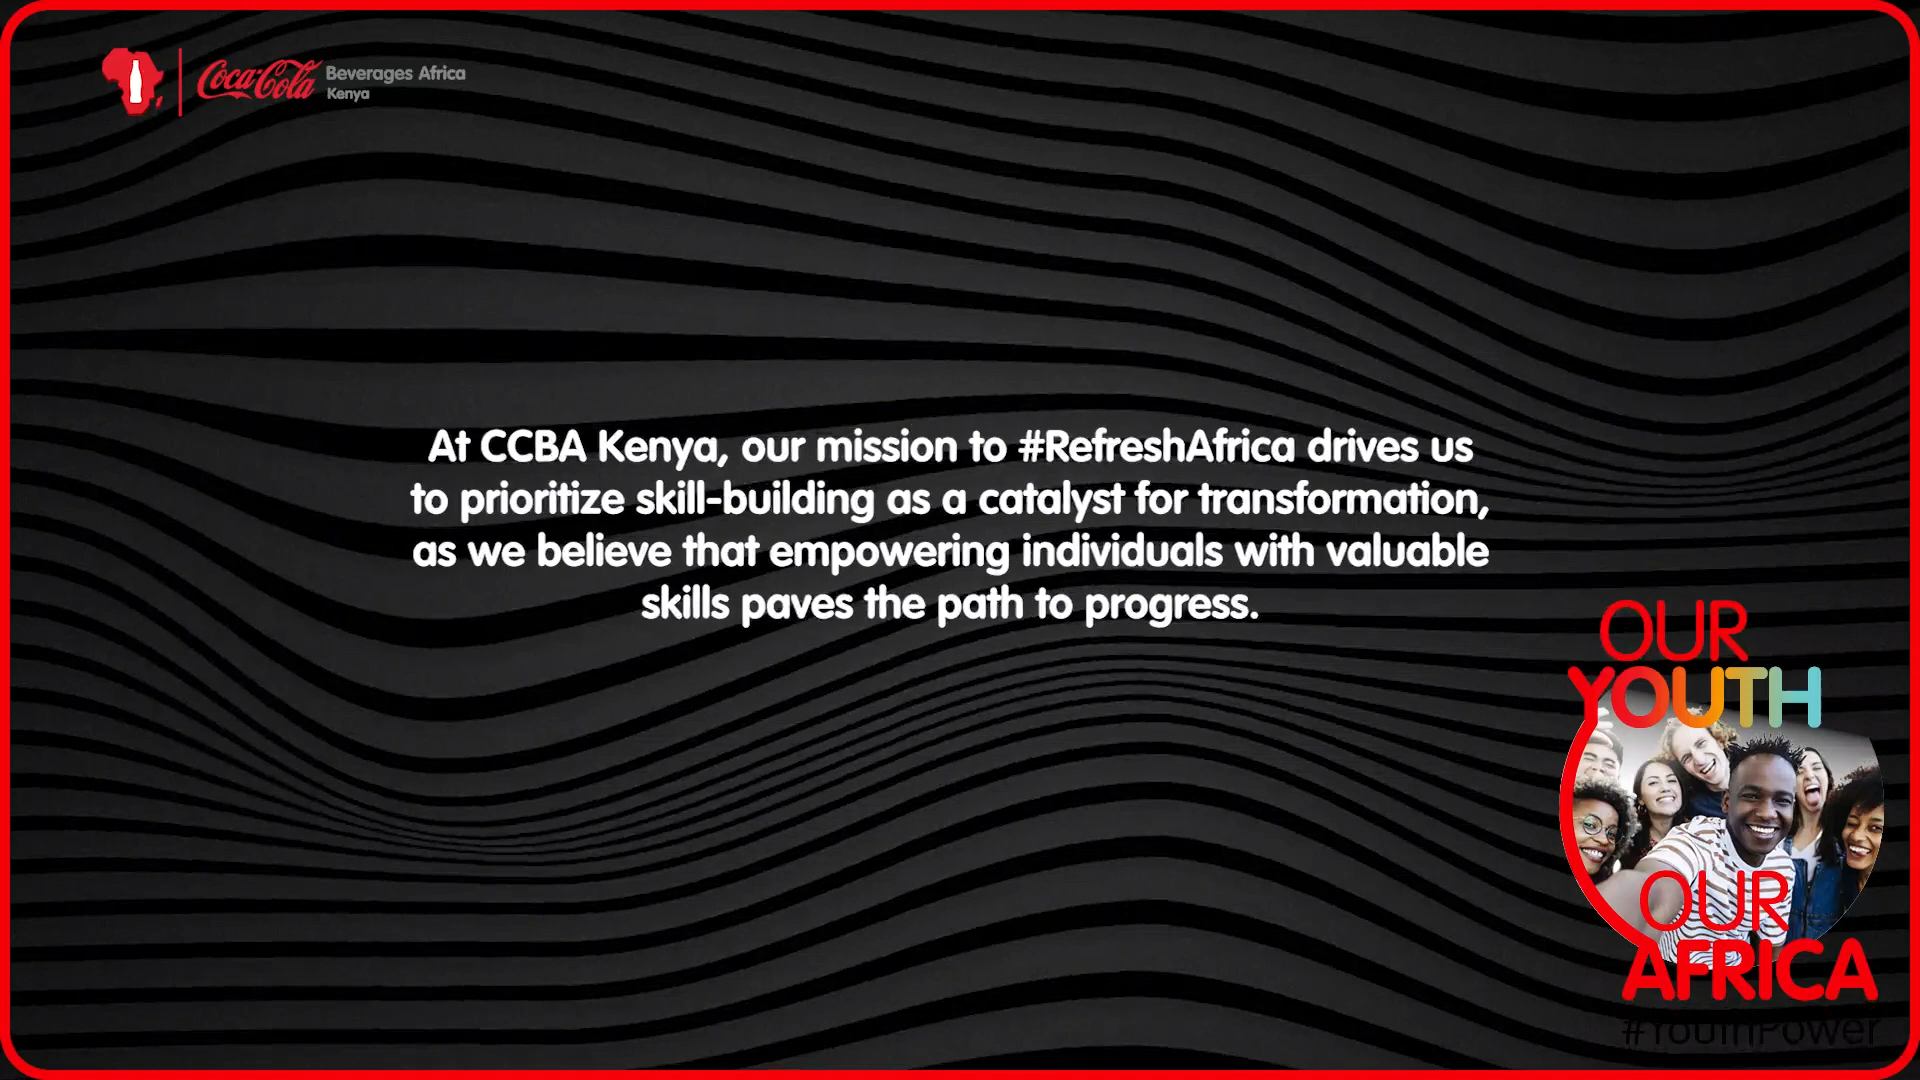 Coca-Cola Beverages Africa
Kenya
At CCBA Kenya, our mission to #RefreshAfrica drives us
to prioritize skill-building as a catalyst for transformation,
as we believe that empowering individuals with valuable
skills paves the path to progress.
OUR
YOUTH
OUR
AFRICA
#YouthPower